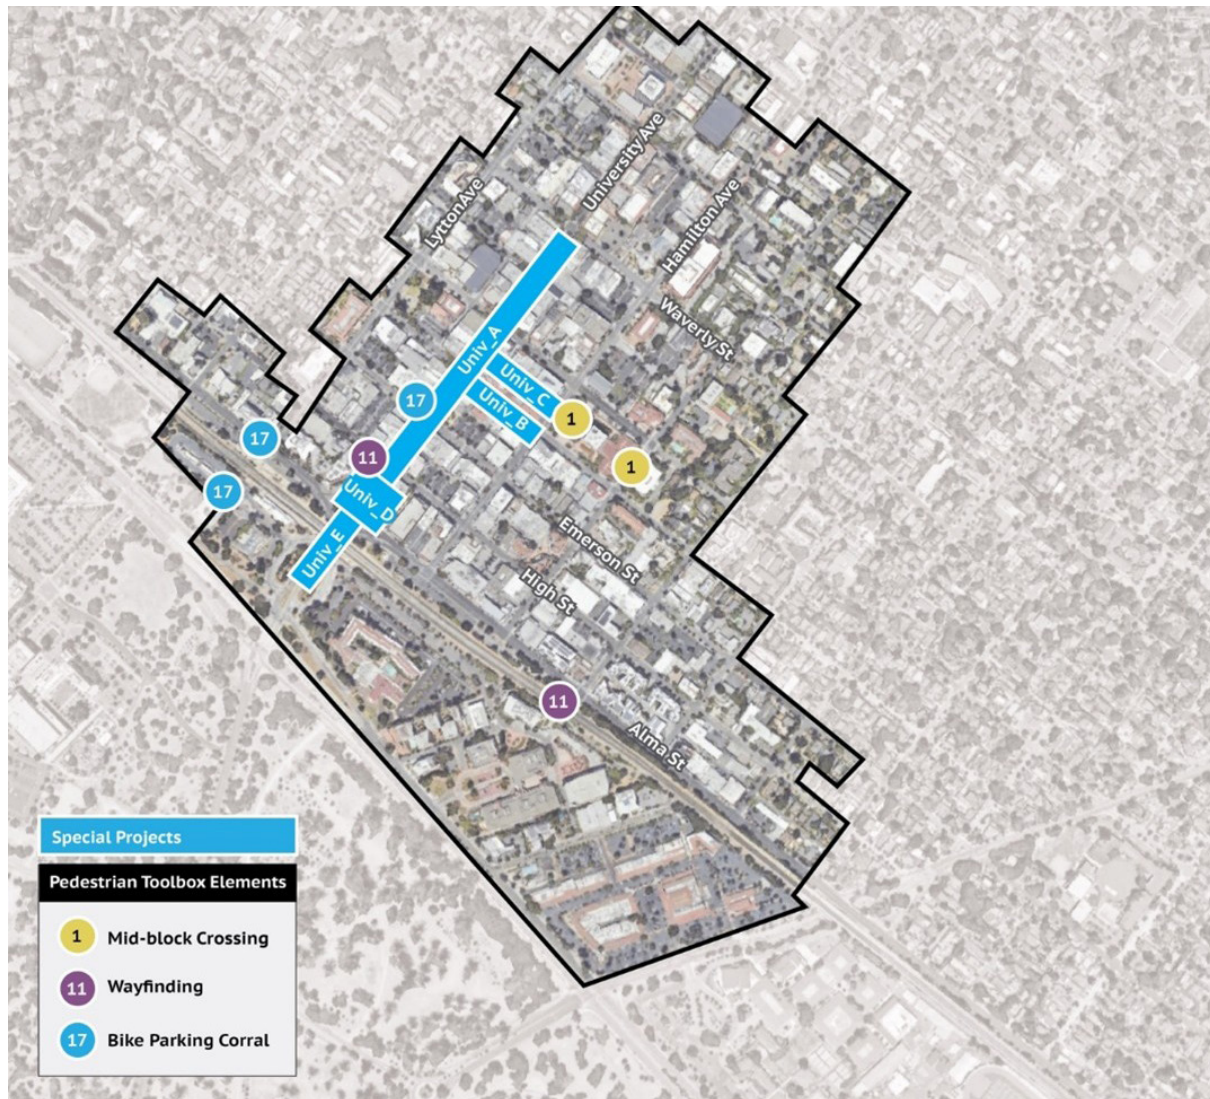 University Ave
Lytton Ave
Hamilton Ave
Waverly St
Univ_A
Univ_C
17
Univ_B
1
17
11
1
17
Univ_D
Univ_E
Emerson St
High St
11
Alma St
Special Projects
Pedestrian Toolbox Elements
1 Mid-block Crossing
11 Wayfinding
17 Bike Parking Corral